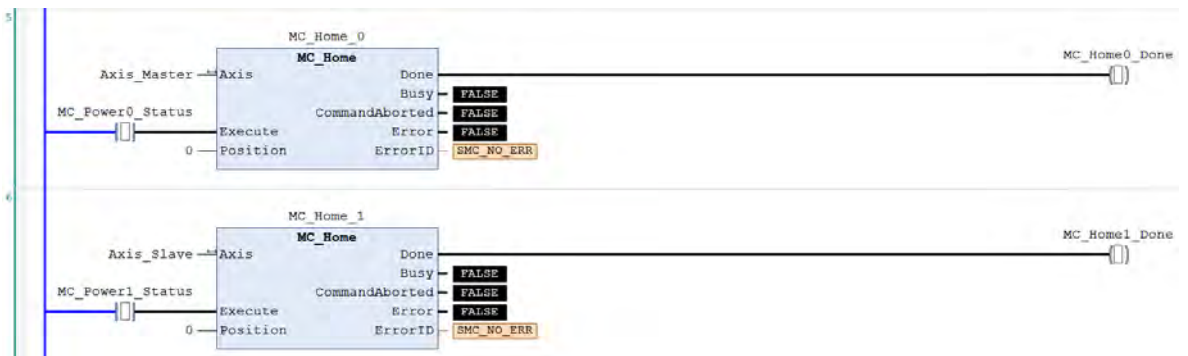 5
MC_Home_0
MC_Home
MC_Home0_Done
Axis_Master Axis Done
Busy FALSE
MC_Power0_Status CommandAborted FALSE
Execute Error FALSE
0 Position ErrorID SMC_NO_ERR
6
MC_Home_1
MC_Home
MC_Home1_Done
Axis_Slave Axis Done
Busy FALSE
MC_Power1_Status CommandAborted FALSE
Execute Error FALSE
0 Position ErrorID SMC_NO_ERR